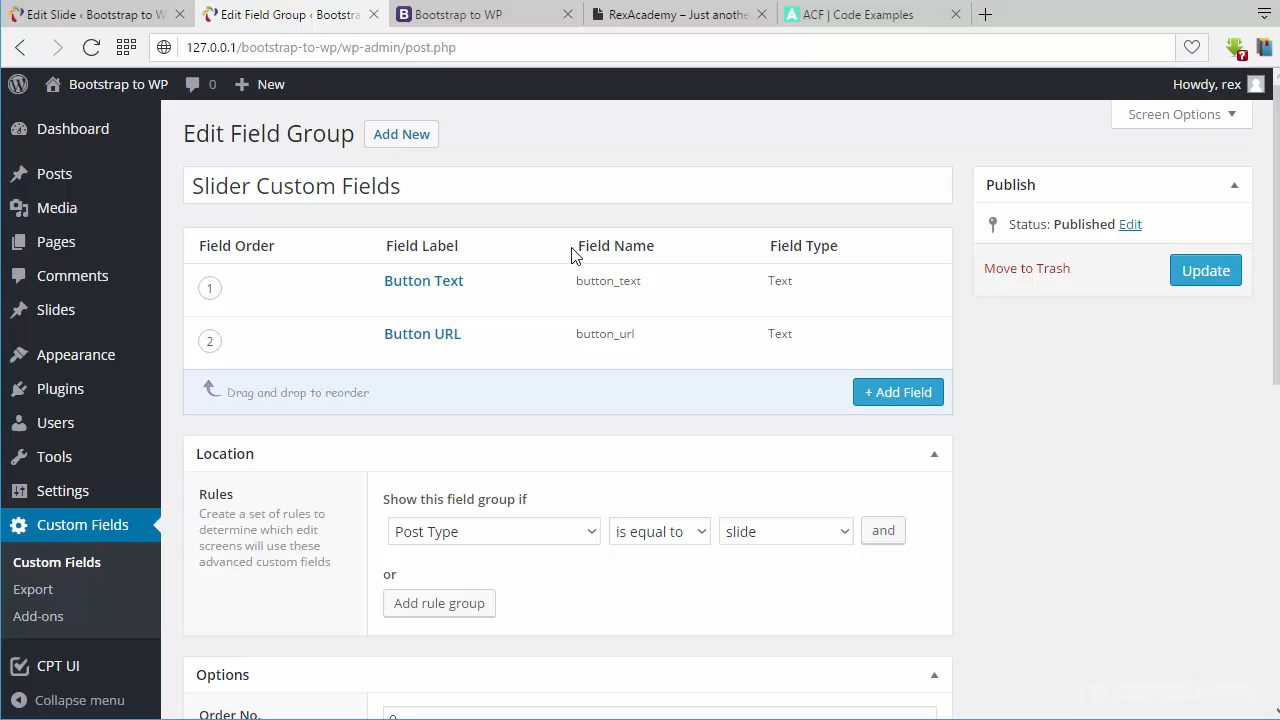 Edit Slide ‹ Bootstrap to W
Edit Field Group ‹ Bootstra
Bootstrap to WP
RexAcademy – Just anothe
ACF | Code Examples
127.0.0.1/bootstrap-to-wp/wp-admin/post.php
Bootstrap to WP
0
New
Howdy, rex
Screen Options
Dashboard
Posts
Media
Pages
Comments
Slides
Appearance
Plugins
Users
Tools
Settings
Custom Fields
Custom Fields
Export
Add-ons
CPT UI
Collapse menu
Edit Field Group
Add New
Slider Custom Fields
Field Order Field Label Field Name Field Type
1 Button Text button_text Text
2 Button URL button_url Text
Drag and drop to reorder
+ Add Field
Location
Rules
Create a set of rules to
determine which edit
screens will use these
advanced custom fields
Show this field group if
Post Type is equal to slide and
or
Add rule group
Options
Order No.
0
Publish
Status: Published Edit
Move to Trash
Update